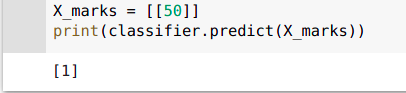 X_marks = [[50]]
print(classifier.predict(X_marks))
[1]